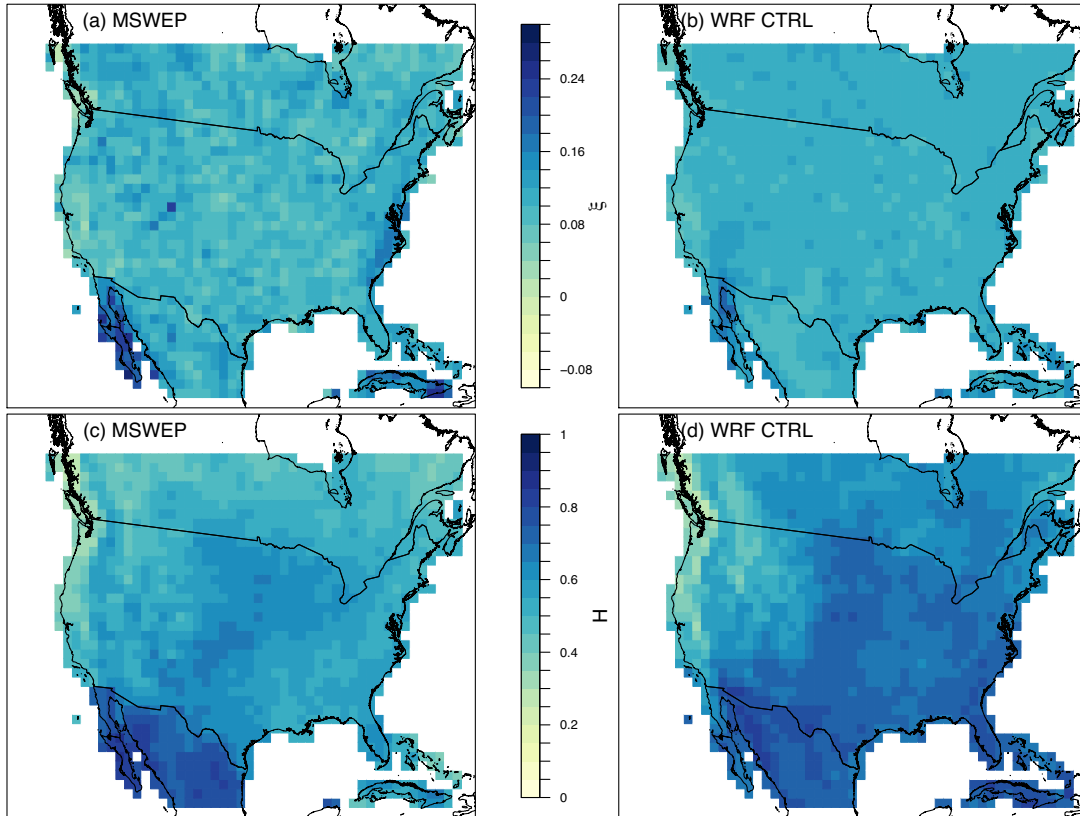 (a) MSWEP
(b) WRF CTRL
0.24
0.16
0.08
0
−0.08
ξ
(c) MSWEP
(d) WRF CTRL
1
0.8
0.6
0.4
0.2
0
H